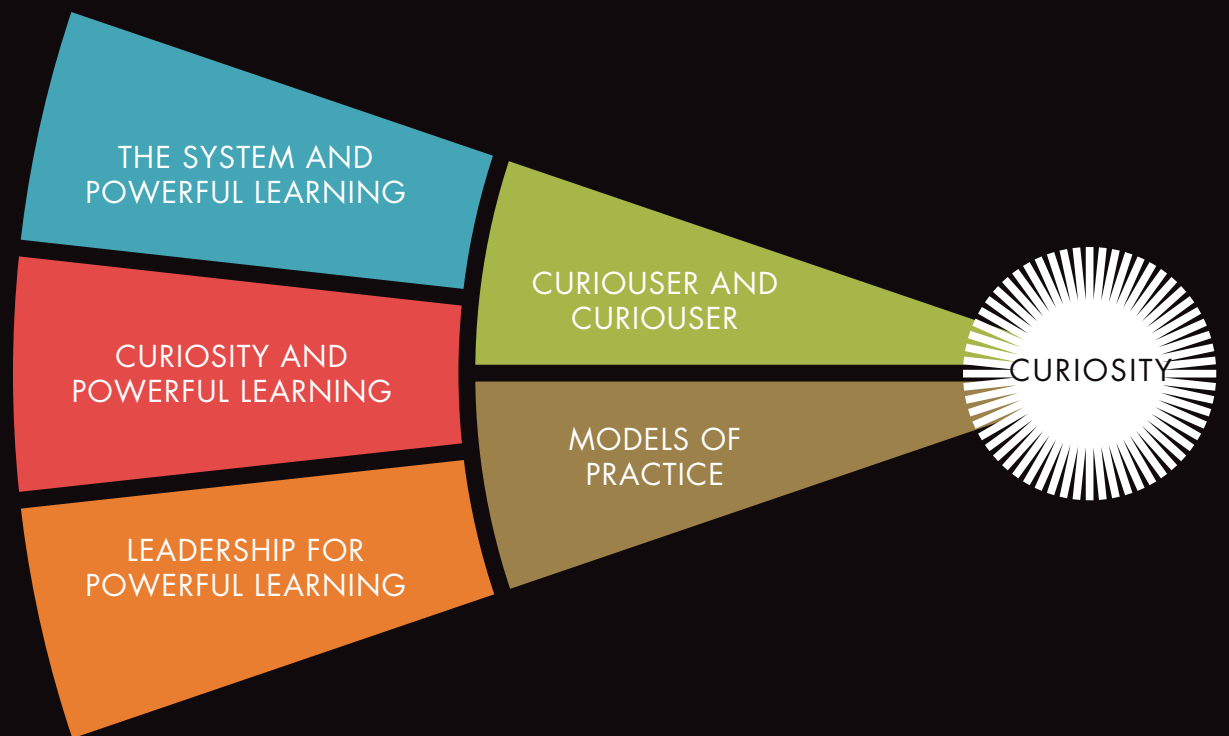 THE SYSTEM AND
POWERFUL LEARNING
CURIOSITY AND
POWERFUL LEARNING
LEADERSHIP FOR
POWERFUL LEARNING
CURIOUSER AND
CURIOUSER
MODELS OF
PRACTICE
CURIOSITY